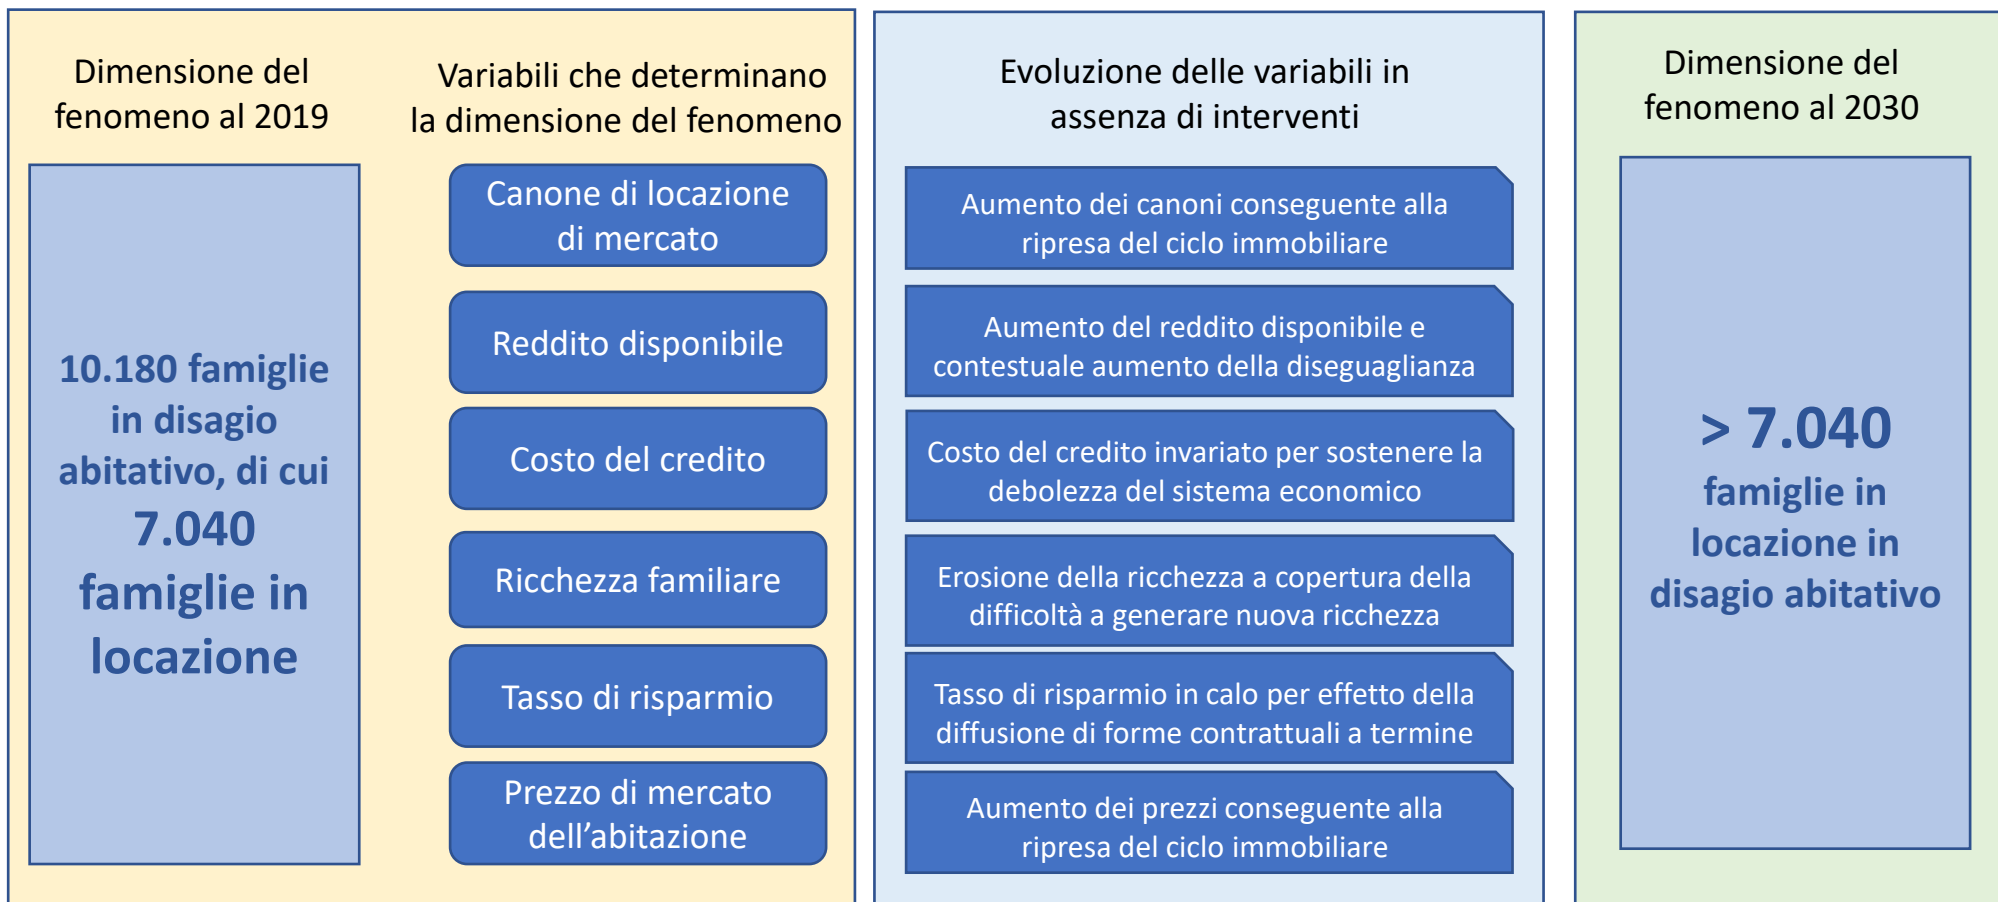 Dimensione del
fenomeno al 2019
10.180 famiglie
in disagio
abitativo, di cui
7.040
famiglie in
locazione
Variabili che determinano
la dimensione del fenomeno
Canone di locazione
di mercato
Reddito disponibile
Costo del credito
Ricchezza familiare
Tasso di risparmio
Prezzo di mercato
dell’abitazione
Evoluzione delle variabili in
assenza di interventi
Aumento dei canoni conseguente alla
ripresa del ciclo immobiliare
Aumento del reddito disponibile e
contestuale aumento della diseguaglianza
Costo del credito invariato per sostenere la
debolezza del sistema economico
Erosione della ricchezza a copertura della
difficoltà a generare nuova ricchezza
Tasso di risparmio in calo per effetto della
diffusione di forme contrattuali a termine
Aumento dei prezzi conseguente alla
ripresa del ciclo immobiliare
Dimensione del
fenomeno al 2030
> 7.040
famiglie in
locazione in
disagio abitativo